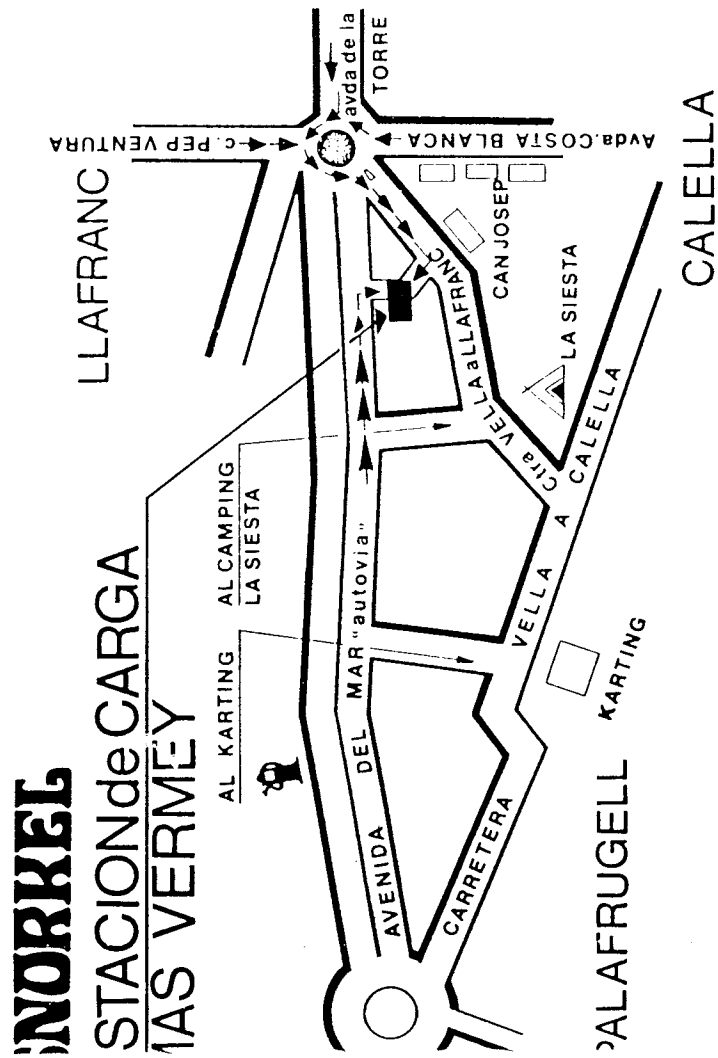 SNORKEL
STACION de CARGA
MAS VERMEY
AL KARTING
AL CAMPING
LA SIESTA
LLAFRANC
c. PEP VENTURA
avda de la
TORRE
Avda. COSTA BLANCA
AVENIDA DEL MAR "autovia"
CAN JOSEP
Ctra VELLA a LLAFRANC
LA SIESTA
CARRETERA VELLA A CALELLA
KARTING
PALAFRUGELL
CALELLA